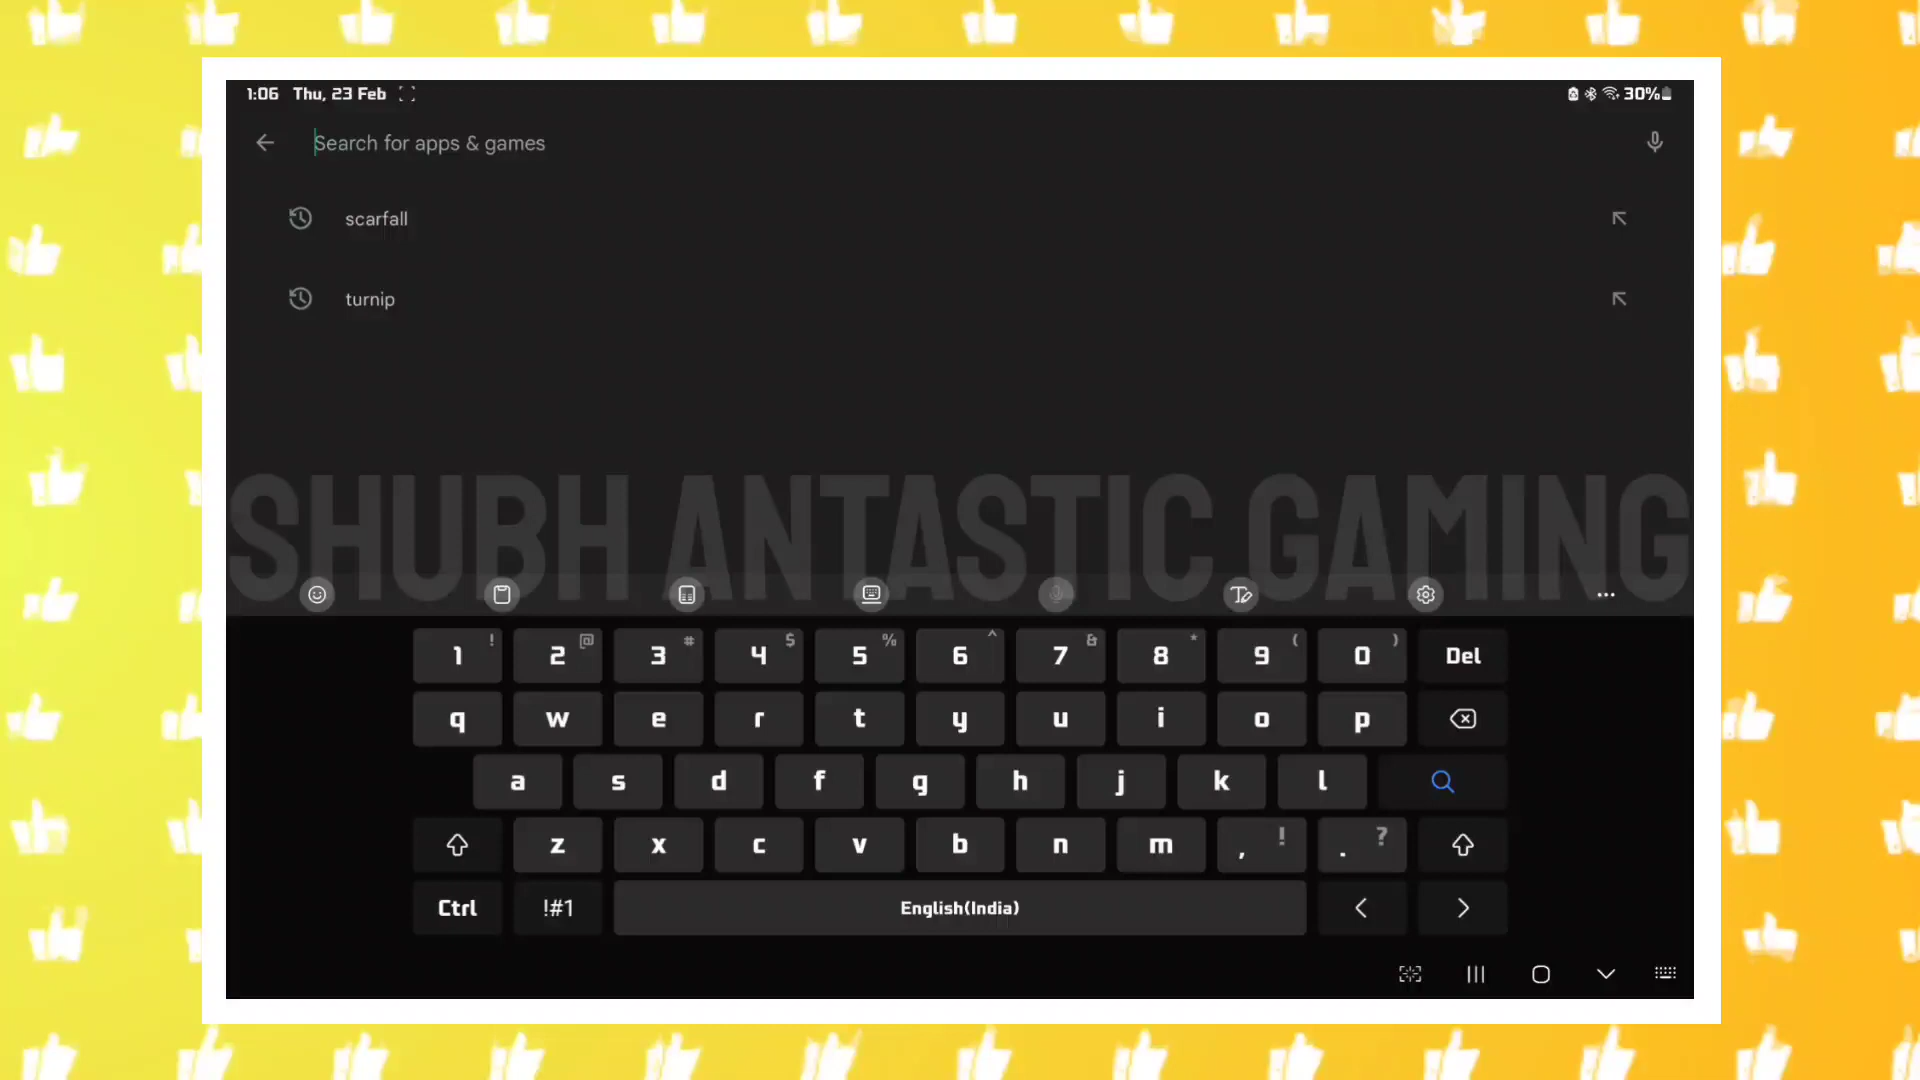 1:06 Thu, 23 Feb 30%
Search for apps & games
scarfall
turnip
SHUBH ANTASTIC GAMING
1 ! 2 @ 3 # 4 $ 5 % 6 ^ 7 & 8 * 9 ( 0 ) Del
q w e r t y u i o p
a s d f g h j k l
z x c v b n m , ! . ?
Ctrl !#1 English(India) < >